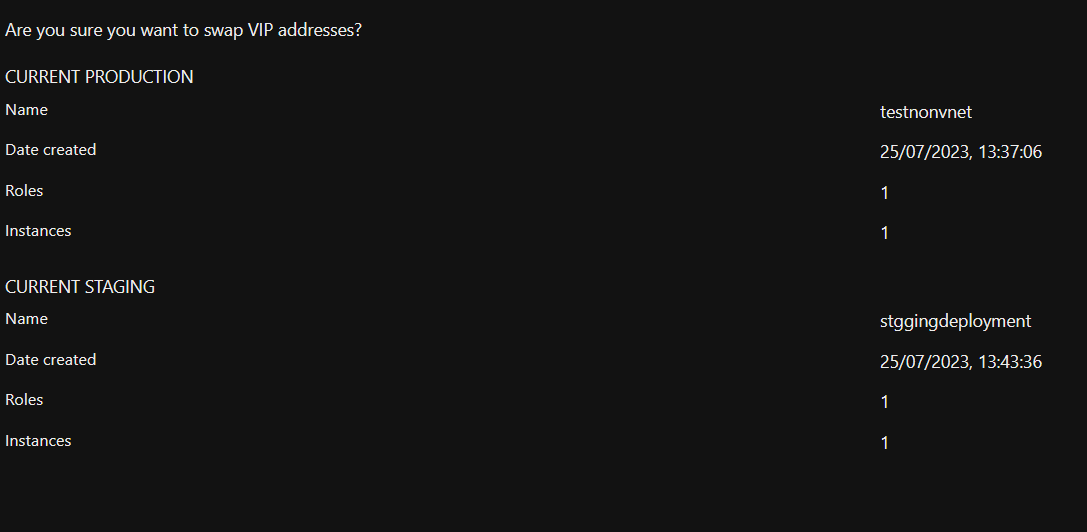 Are you sure you want to swap VIP addresses?
CURRENT PRODUCTION
Name testnonvnet
Date created 25/07/2023, 13:37:06
Roles 1
Instances 1
CURRENT STAGING
Name stggingdeployment
Date created 25/07/2023, 13:43:36
Roles 1
Instances 1